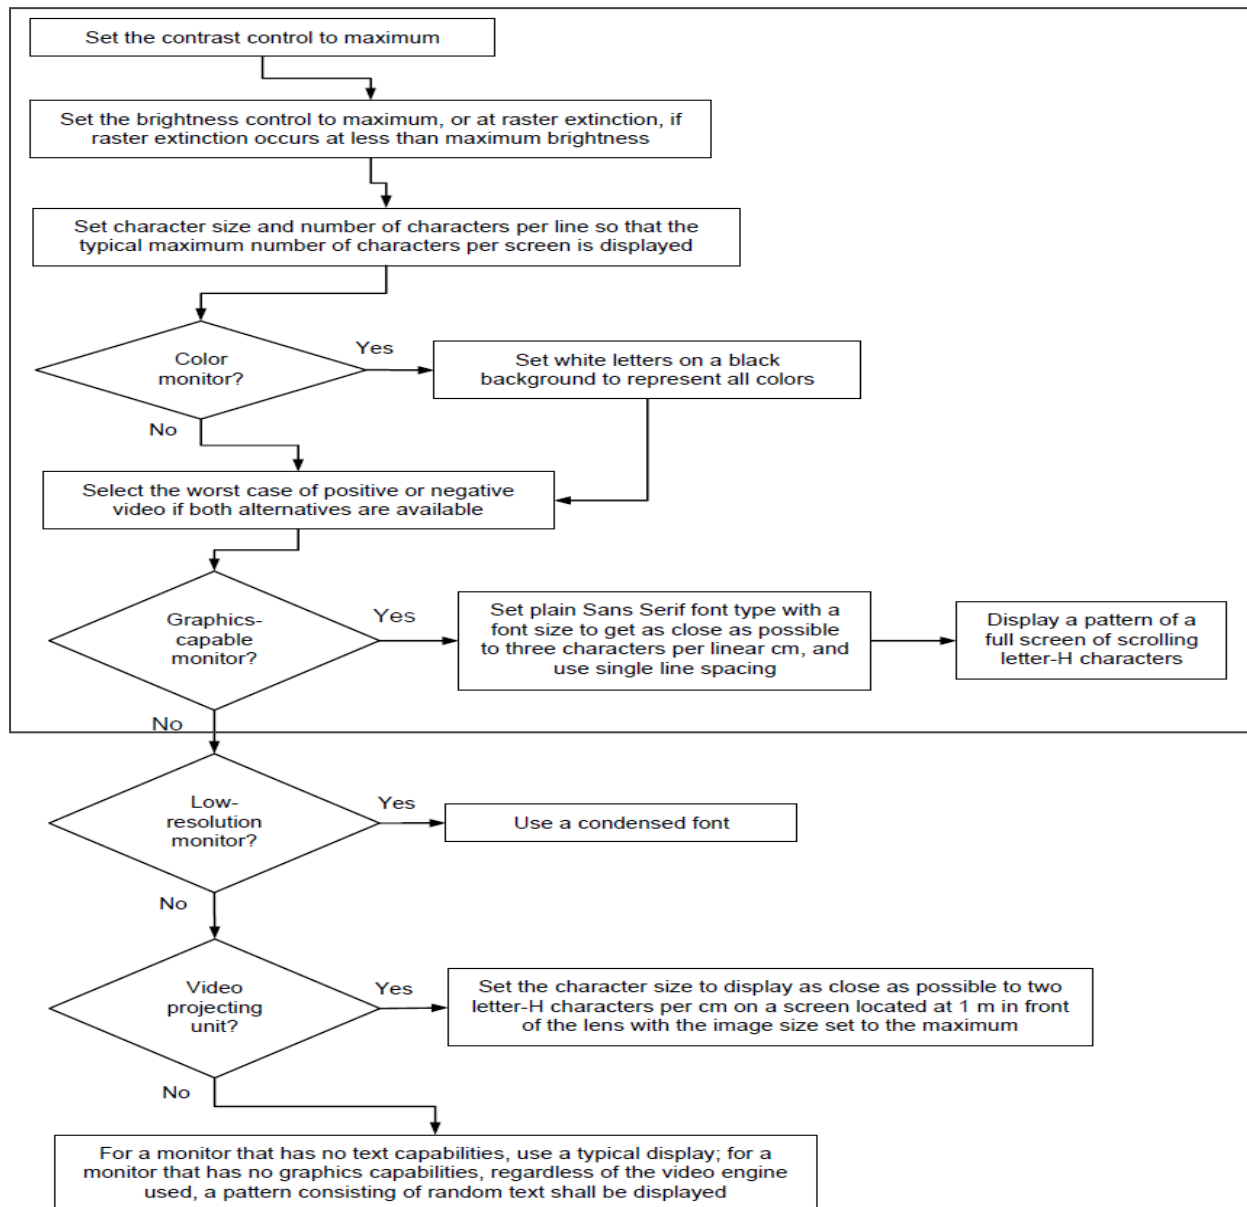 Set the contrast control to maximum
Set the brightness control to maximum, or at raster extinction, if
raster extinction occurs at less than maximum brightness
Set character size and number of characters per line so that the
typical maximum number of characters per screen is displayed
Color
monitor?
Yes
Set white letters on a black
background to represent all colors
No
Select the worst case of positive or negative
video if both alternatives are available
Graphics-
capable
monitor?
Yes
Set plain Sans Serif font type with a
font size to get as close as possible
to three characters per linear cm, and
use single line spacing
Display a pattern of a
full screen of scrolling
letter-H characters
No
Low-
resolution
monitor?
Yes
Use a condensed font
No
Video
projecting
unit?
Yes
Set the character size to display as close as possible to two
letter-H characters per cm on a screen located at 1 m in front
of the lens with the image size set to the maximum
No
For a monitor that has no text capabilities, use a typical display; for
a monitor that has no graphics capabilities, regardless of the video engine
used, a pattern consisting of random text shall be displayed